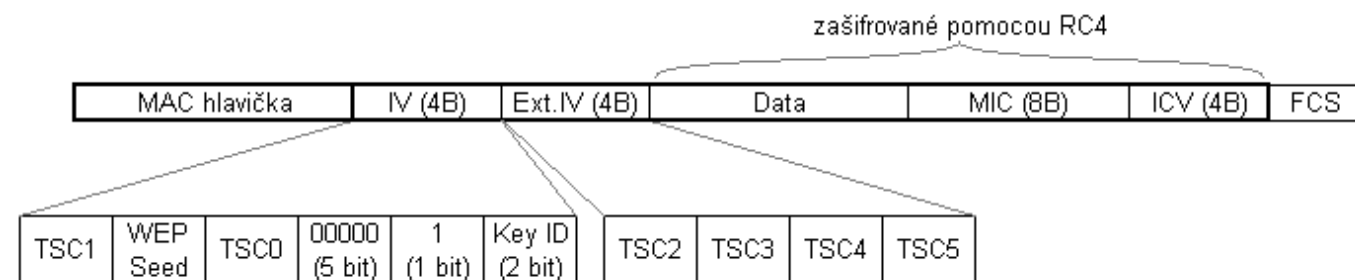 zašifrované pomocou RC4
MAC hlavička IV (4B) Ext.IV (4B) Data MIC (8B) ICV (4B) FCS
TSC1 WEP Seed TSC0 00000 (5 bit) 1 (1 bit) Key ID (2 bit) TSC2 TSC3 TSC4 TSC5